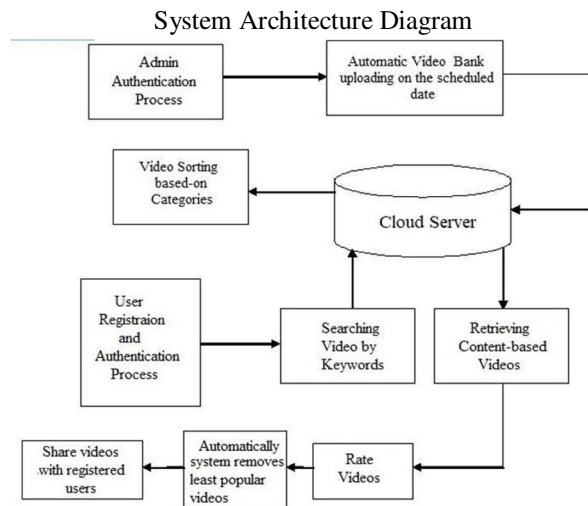 System Architecture Diagram
Admin
Authentication
Process
Automatic Video Bank
uploading on the scheduled
date
Video Sorting
based-on
Categories
Cloud Server
User
Registraion
and
Authentication
Process
Searching
Video by
Keywords
Retrieving
Content-based
Videos
Share videos
with registered
users
Automatically
system removes
least popular
videos
Rate
Videos